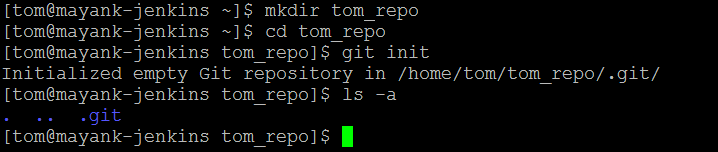 [tom@mayank-jenkins ~]$ mkdir tom_repo
[tom@mayank-jenkins ~]$ cd tom_repo
[tom@mayank-jenkins tom_repo]$ git init
Initialized empty Git repository in /home/tom/tom_repo/.git/
[tom@mayank-jenkins tom_repo]$ ls -a
.  ..  .git
[tom@mayank-jenkins tom_repo]$